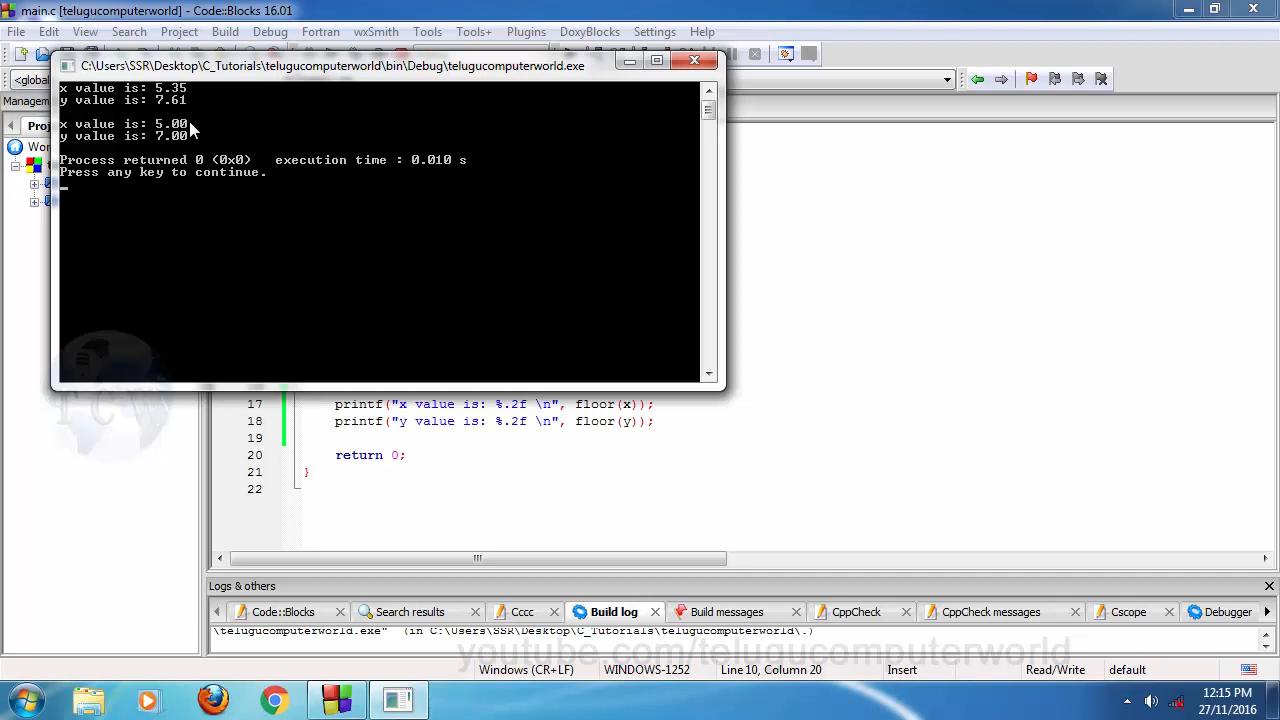 main.c [telugucomputerworld] - Code::Blocks 16.01
File Edit View Search Project Build Debug Fortran wxSmith Tools Tools+ Plugins DoxyBlocks Settings Help
C:\Users\SSR\Desktop\C_Tutorials\telugucomputerworld\bin\Debug\telugucomputerworld.exe
<global
x value is: 5.35
y value is: 7.61
x value is: 5.00
y value is: 7.00
Process returned 0 (0x0) execution time : 0.010 s
Press any key to continue.
TCW
17 printf("x value is: %.2f \n", floor(x));
18 printf("y value is: %.2f \n", floor(y));
19
20 return 0;
21 }
22
Logs & others
Code::Blocks Search results Cccc Build log Build messages CppCheck CppCheck messages Cscope Debugger
\telugucomputerworld.exe" (in C:\Users\SSR\Desktop\C_Tutorials\telugucomputerworld\.)
youtube.com/telugucomputerworld
Windows (CR+LF) WINDOWS-1252 Line 10, Column 20 Insert Read/Write default
12:15 PM
27/11/2016